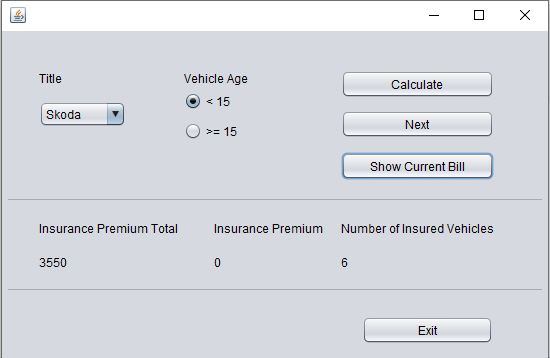 Title
Skoda
Vehicle Age
< 15
>= 15
Calculate
Next
Show Current Bill
Insurance Premium Total
Insurance Premium
Number of Insured Vehicles
3550
0
6
Exit